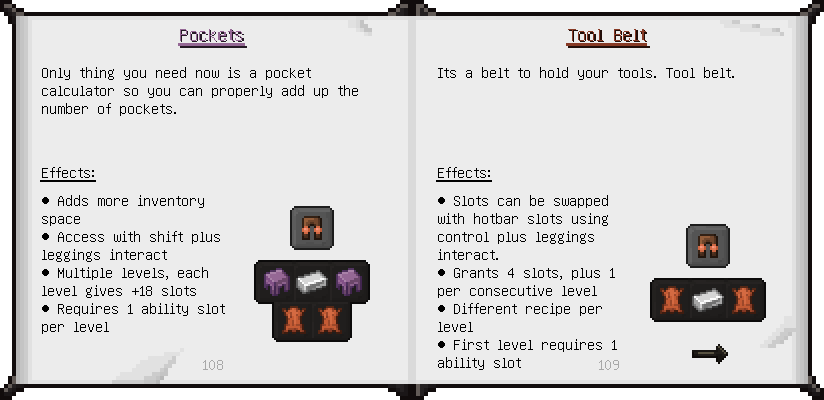 Pockets
Only thing you need now is a pocket
calculator so you can properly add up the
number of pockets.
Effects:
• Adds more inventory
space
• Access with shift plus
leggings interact
• Multiple levels, each
level gives +18 slots
• Requires 1 ability slot
per level
108
Tool Belt
Its a belt to hold your tools. Tool belt.
Effects:
• Slots can be swapped
with hotbar slots using
control plus leggings
interact.
• Grants 4 slots, plus 1
per consecutive level
• Different recipe per
level
• First level requires 1
ability slot
109